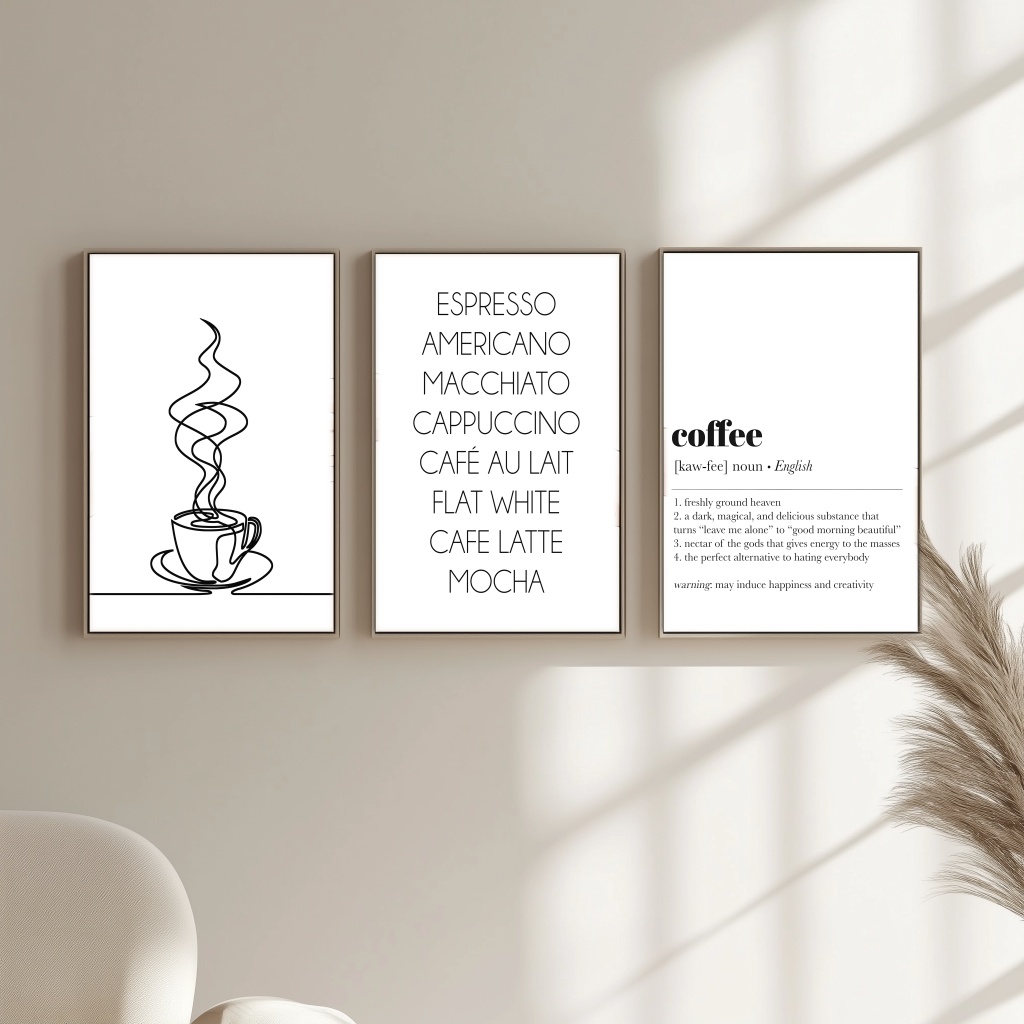 ESPRESSO
AMERICANO
MACCHIATO
CAPPUCCINO
CAFÉ AU LAIT
FLAT WHITE
CAFE LATTE
MOCHA
coffee
[kaw-fee] noun • English
1. freshly ground heaven
2. a dark, magical, and delicious substance that
turns “leave me alone” to “good morning beautiful”
3. nectar of the gods that gives energy to the masses
4. the perfect alternative to hating everybody
warning: may induce happiness and creativity